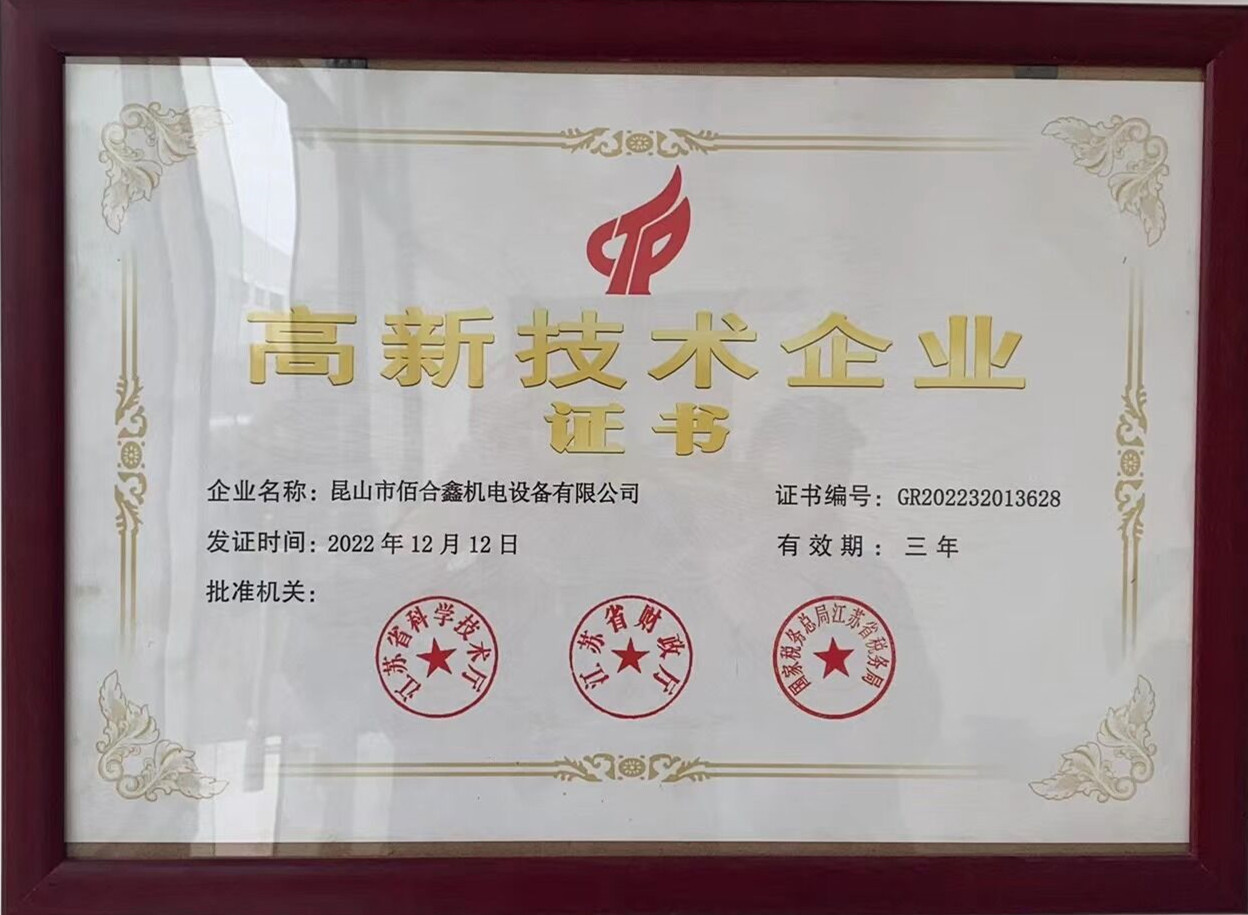 CTP
高新技术企业
证书
企业名称：昆山市佰合鑫机电设备有限公司
证书编号：GR202232013628
发证时间：2022年12月12日
有效期：三年
批准机关：
江苏省科学技术厅
江苏省财政厅
国家税务总局江苏省税务局